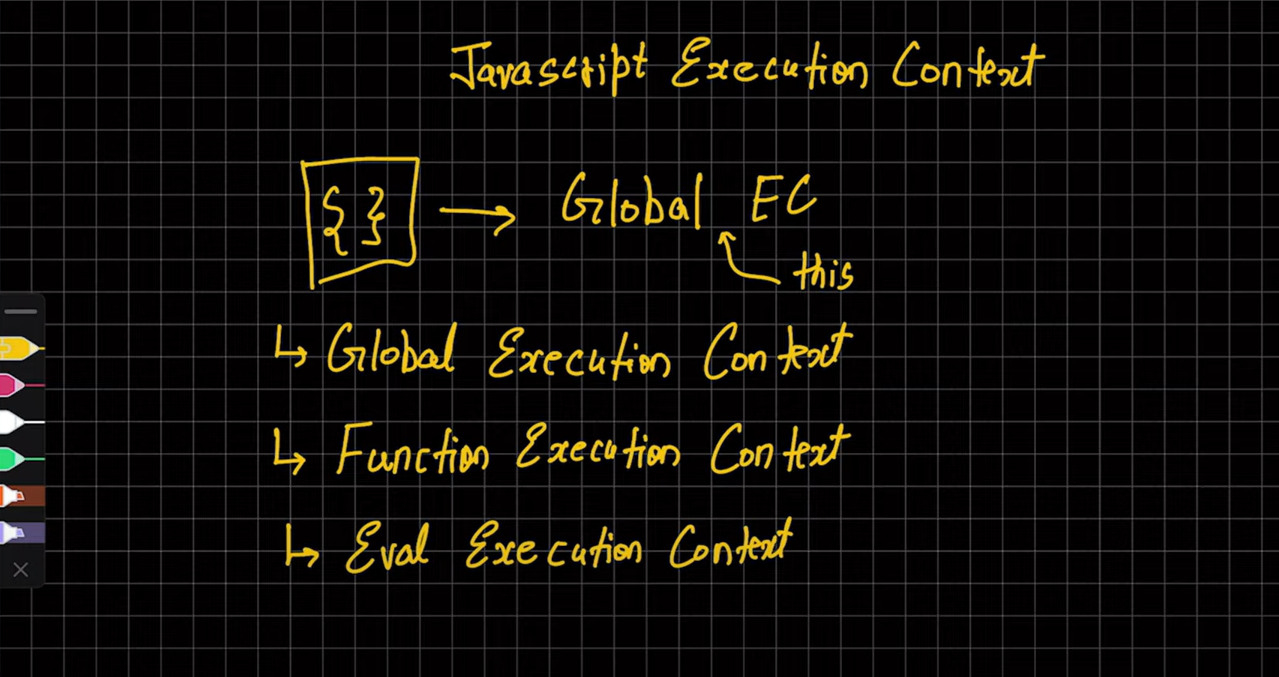 Javascript Execution Context
{ } → Global EC
this
↳ Global Execution Context
↳ Function Execution Context
↳ Eval Execution Context